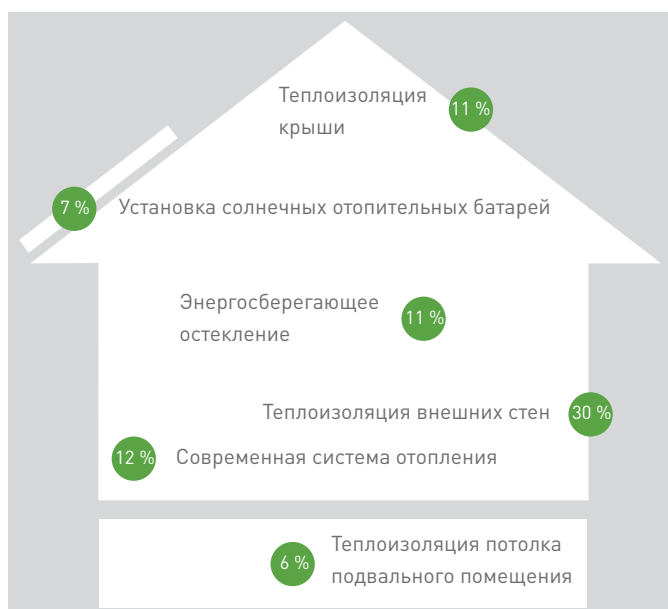 Теплоизоляция
крыши
11 %
7 %
Установка солнечных отопительных батарей
Энергосберегающее
остекление
11 %
Теплоизоляция внешних стен
30 %
12 %
Современная система отопления
6 %
Теплоизоляция потолка
подвального помещения